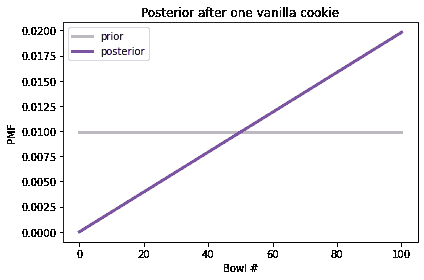 Posterior after one vanilla cookie
prior
posterior
0.0200
0.0175
0.0150
0.0125
0.0100
0.0075
0.0050
0.0025
0.0000
PMF
0 20 40 60 80 100
Bowl #